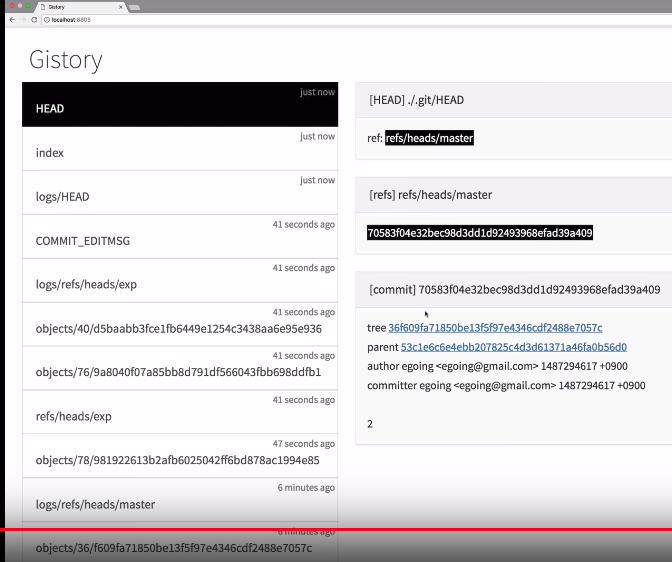 Gistory
localhost:8805
Gistory
just now
HEAD
just now
index
just now
logs/HEAD
41 seconds ago
COMMIT_EDITMSG
41 seconds ago
logs/refs/heads/exp
41 seconds ago
objects/40/d5baabb3fce1fb6449e1254c3438aa6e95e936
41 seconds ago
objects/76/9a8040f07a85bb8d791df566043fbb698ddfb1
41 seconds ago
refs/heads/exp
47 seconds ago
objects/78/981922613b2afb6025042ff6bd878ac1994e85
6 minutes ago
logs/refs/heads/master
6 minutes ago
objects/36/f609fa71850be13f5f97e4346cdf2488e7057c
[HEAD] ./.git/HEAD
ref: refs/heads/master
[refs] refs/heads/master
70583f04e32bec98d3dd1d92493968efad39a409
[commit] 70583f04e32bec98d3dd1d92493968efad39a409
tree 36f609fa71850be13f5f97e4346cdf2488e7057c
parent 53c1e6c6e4ebb207825c4d3d61371a46fa0b56d0
author egoing <egoing@gmail.com> 1487294617 +0900
committer egoing <egoing@gmail.com> 1487294617 +0900
2